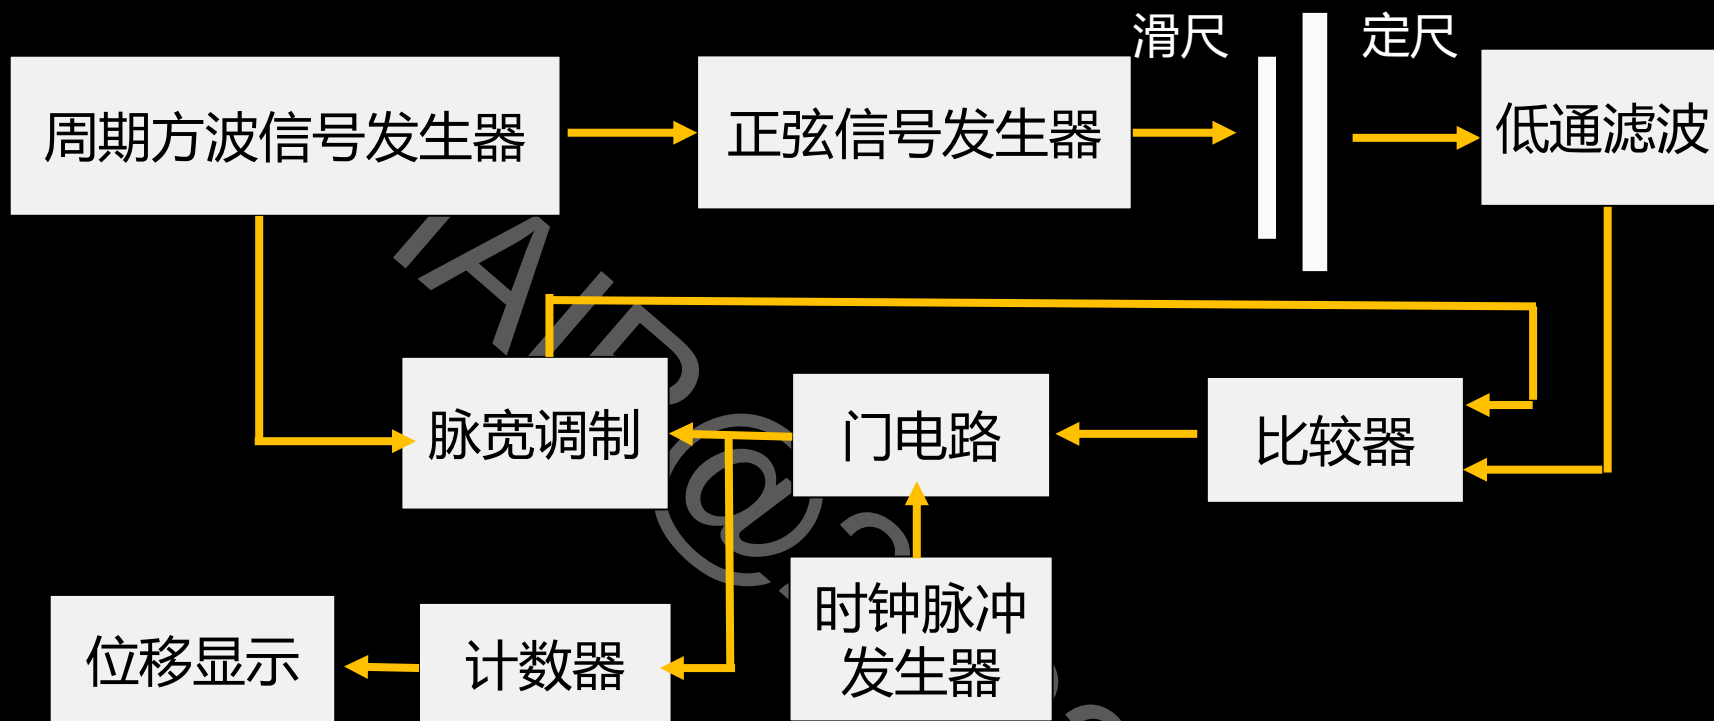 滑尺
定尺
周期方波信号发生器
正弦信号发生器
低通滤波
脉宽调制
门电路
比较器
时钟脉冲
发生器
位移显示
计数器